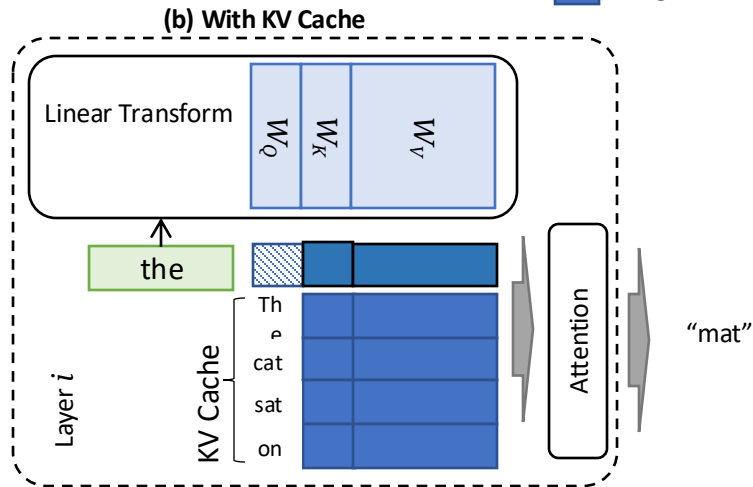 (b) With KV Cache
Linear Transform
W_Q
W_K
W_V
the
Th
e
cat
sat
on
KV Cache
Layer i
Attention
“mat”